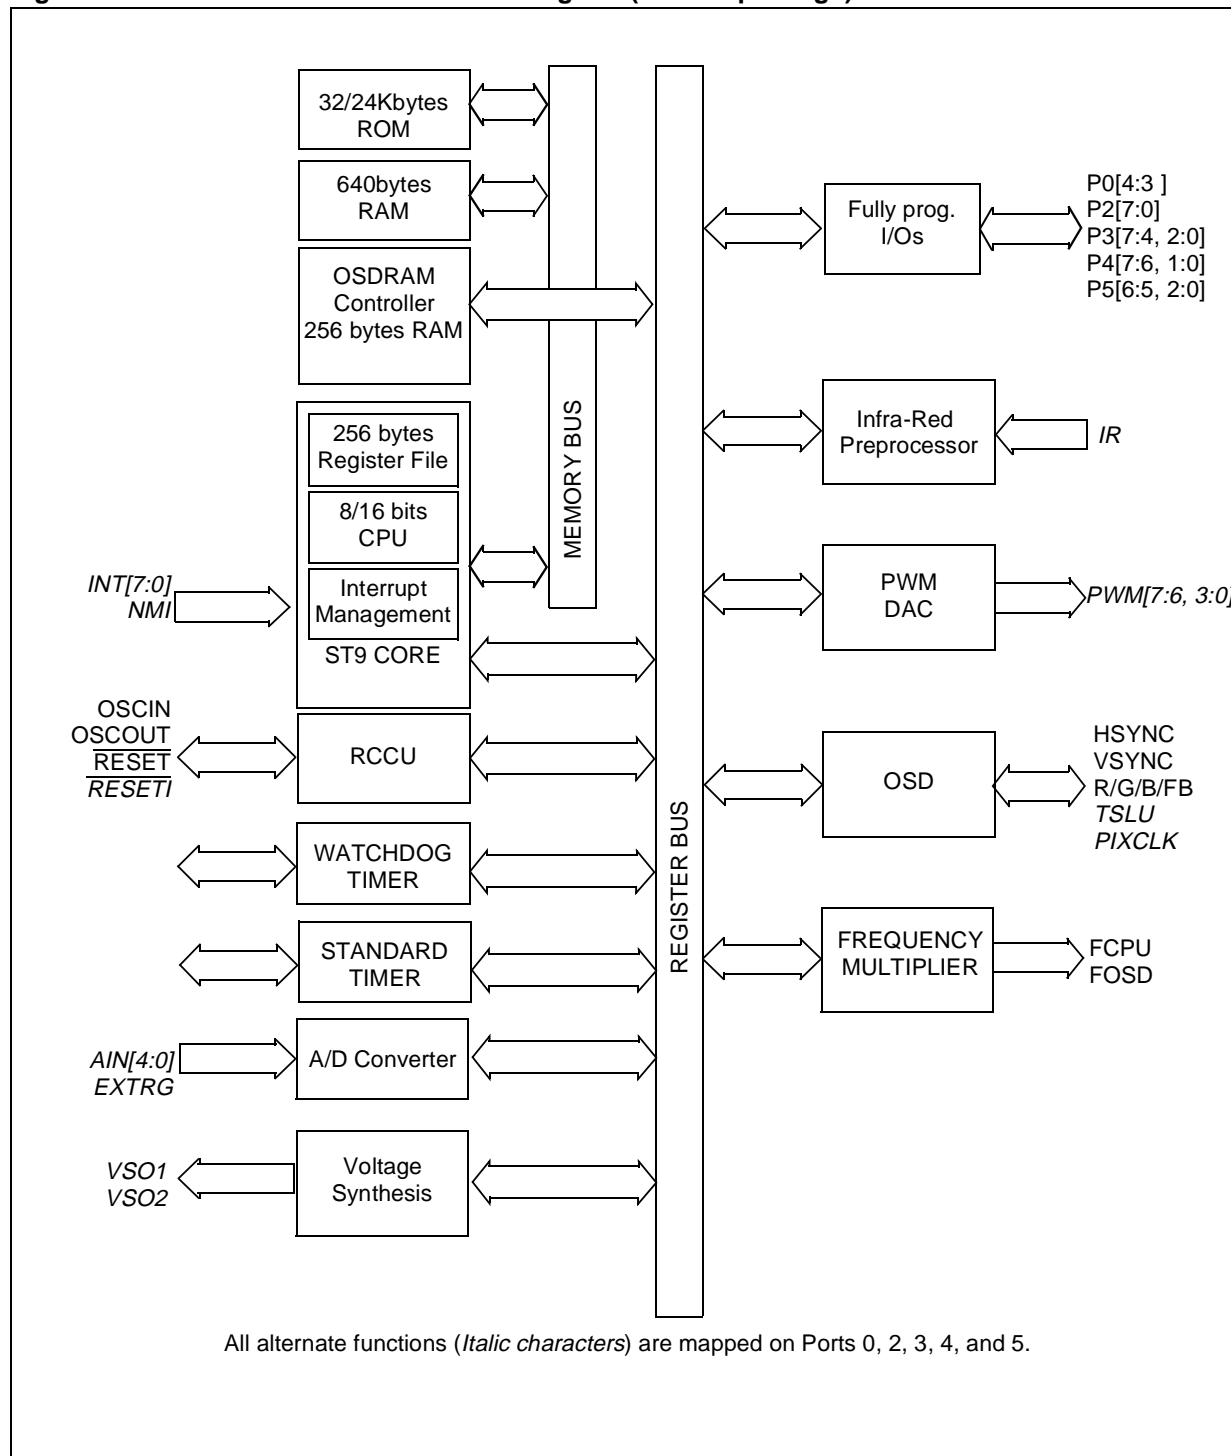 32/24Kbytes
ROM
640bytes
RAM
OSDRAM
Controller
256 bytes RAM
256 bytes
Register File
8/16 bits
CPU
Interrupt
Management
ST9 CORE
INT[7:0]
NMI
OSCIN
OSCOUT
RESET
RESETI
RCCU
WATCHDOG
TIMER
STANDARD
TIMER
AIN[4:0]
EXTRG
A/D Converter
VSO1
VSO2
Voltage
Synthesis
MEMORY BUS
REGISTER BUS
Fully prog.
I/Os
P0[4:3 ]
P2[7:0]
P3[7:4, 2:0]
P4[7:6, 1:0]
P5[6:5, 2:0]
Infra-Red
Preprocessor
IR
PWM
DAC
PWM[7:6, 3:0]
OSD
HSYNC
VSYNC
R/G/B/FB
TSLU
PIXCLK
FREQUENCY
MULTIPLIER
FCPU
FOSD
All alternate functions (Italic characters) are mapped on Ports 0, 2, 3, 4, and 5.